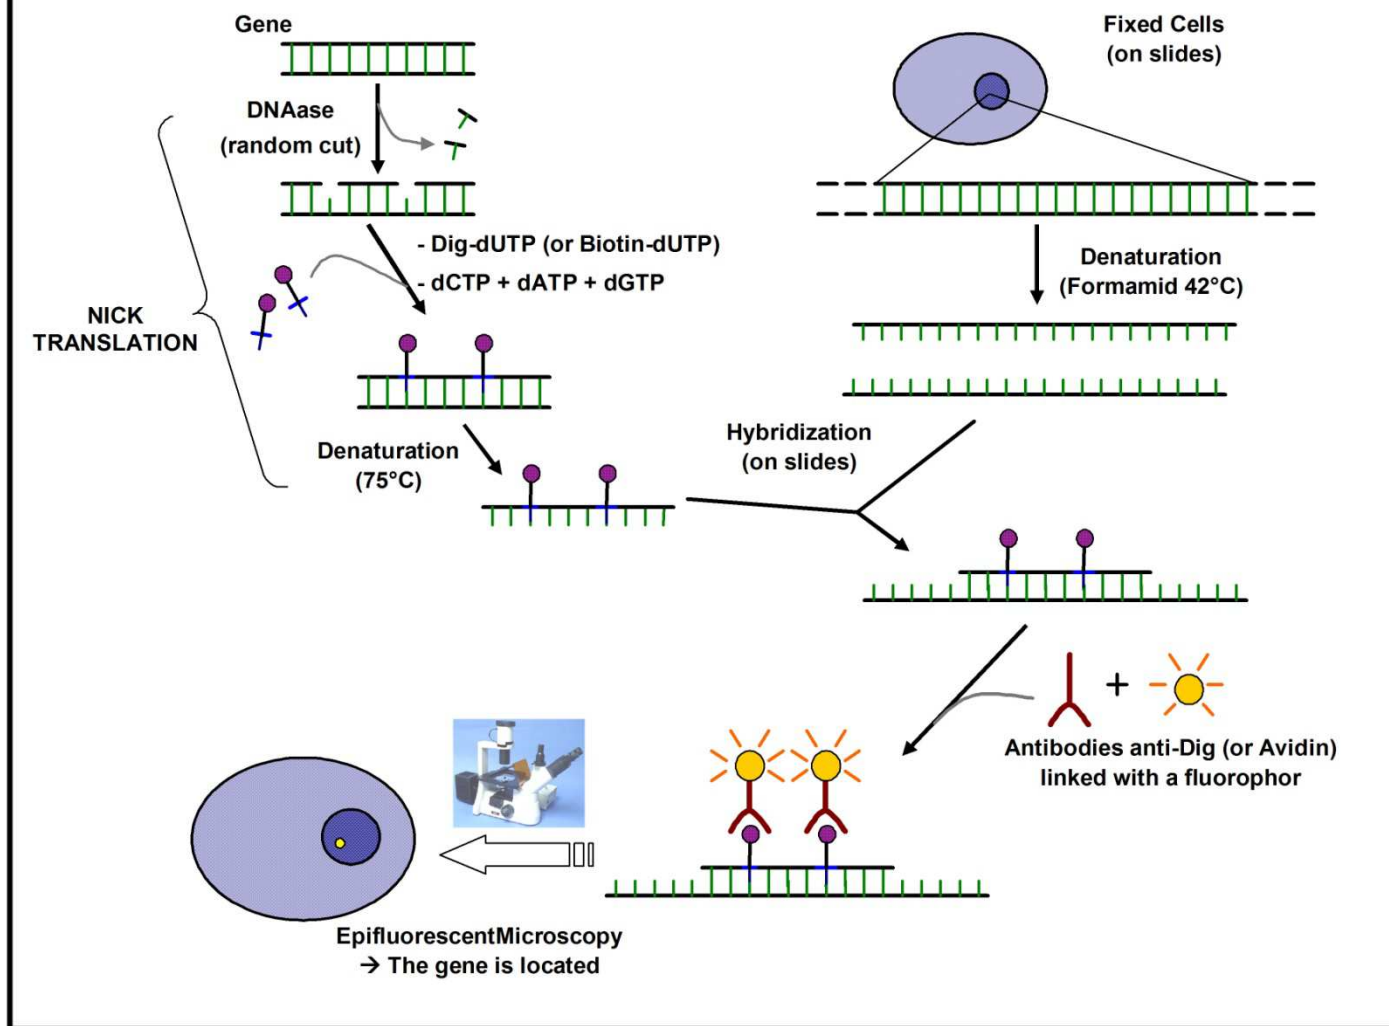 Gene
DNAase
(random cut)
- Dig-dUTP (or Biotin-dUTP)
- dCTP + dATP + dGTP
NICK
TRANSLATION
Denaturation
(75°C)
Fixed Cells
(on slides)
Denaturation
(Formamid 42°C)
Hybridization
(on slides)
+
Antibodies anti-Dig (or Avidin)
linked with a fluorophor
EpifluorescentMicroscopy
→ The gene is located